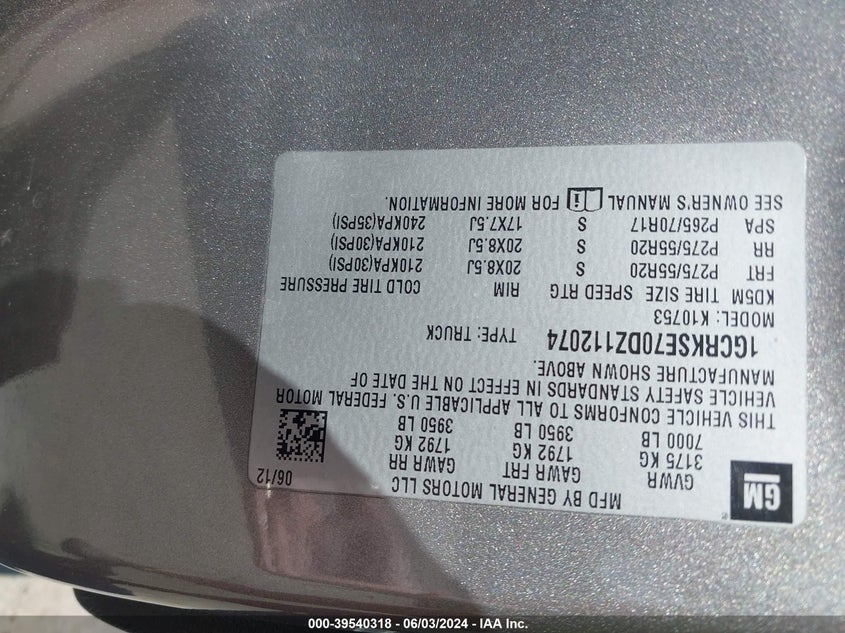 GM
MFD BY GENERAL MOTORS LLC 06/12
GVWR GAWR FRT GAWR RR
3175 KG 1792 KG 1792 KG
7000 LB 3950 LB 3950 LB
THIS VEHICLE CONFORMS TO ALL APPLICABLE U.S. FEDERAL MOTOR
VEHICLE SAFETY STANDARDS IN EFFECT ON THE DATE OF
MANUFACTURE SHOWN ABOVE.
1GCRKSE70DZ112074 TYPE: TRUCK
MODEL: K10753
KD5M TIRE SIZE SPEED RTG RIM COLD TIRE PRESSURE
FRT P275/55R20 S 20X8.5J 210KPA(30PSI)
RR P275/55R20 S 20X8.5J 210KPA(30PSI)
SPA P265/70R17 S 17X7.5J 240KPA(35PSI)
SEE OWNER'S MANUAL FOR MORE INFORMATION.
000-39540318 - 06/03/2024 - IAA Inc.